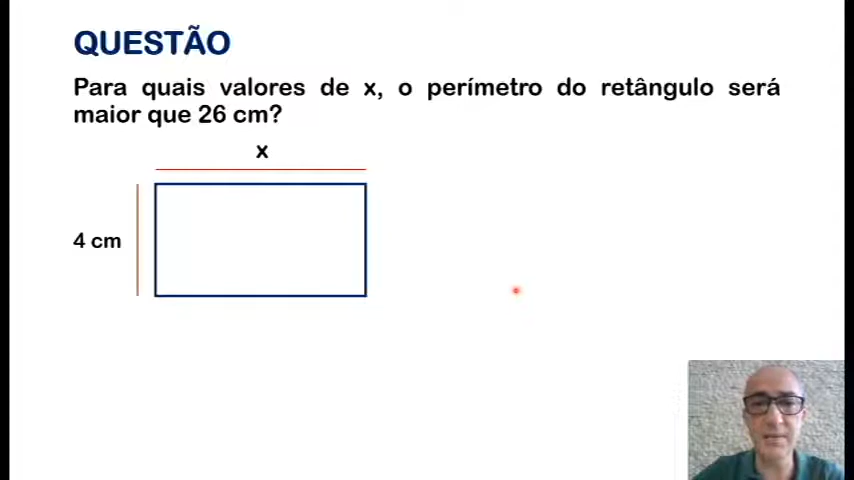 QUESTÃO
Para quais valores de x, o perímetro do retângulo será
maior que 26 cm?
x
4 cm